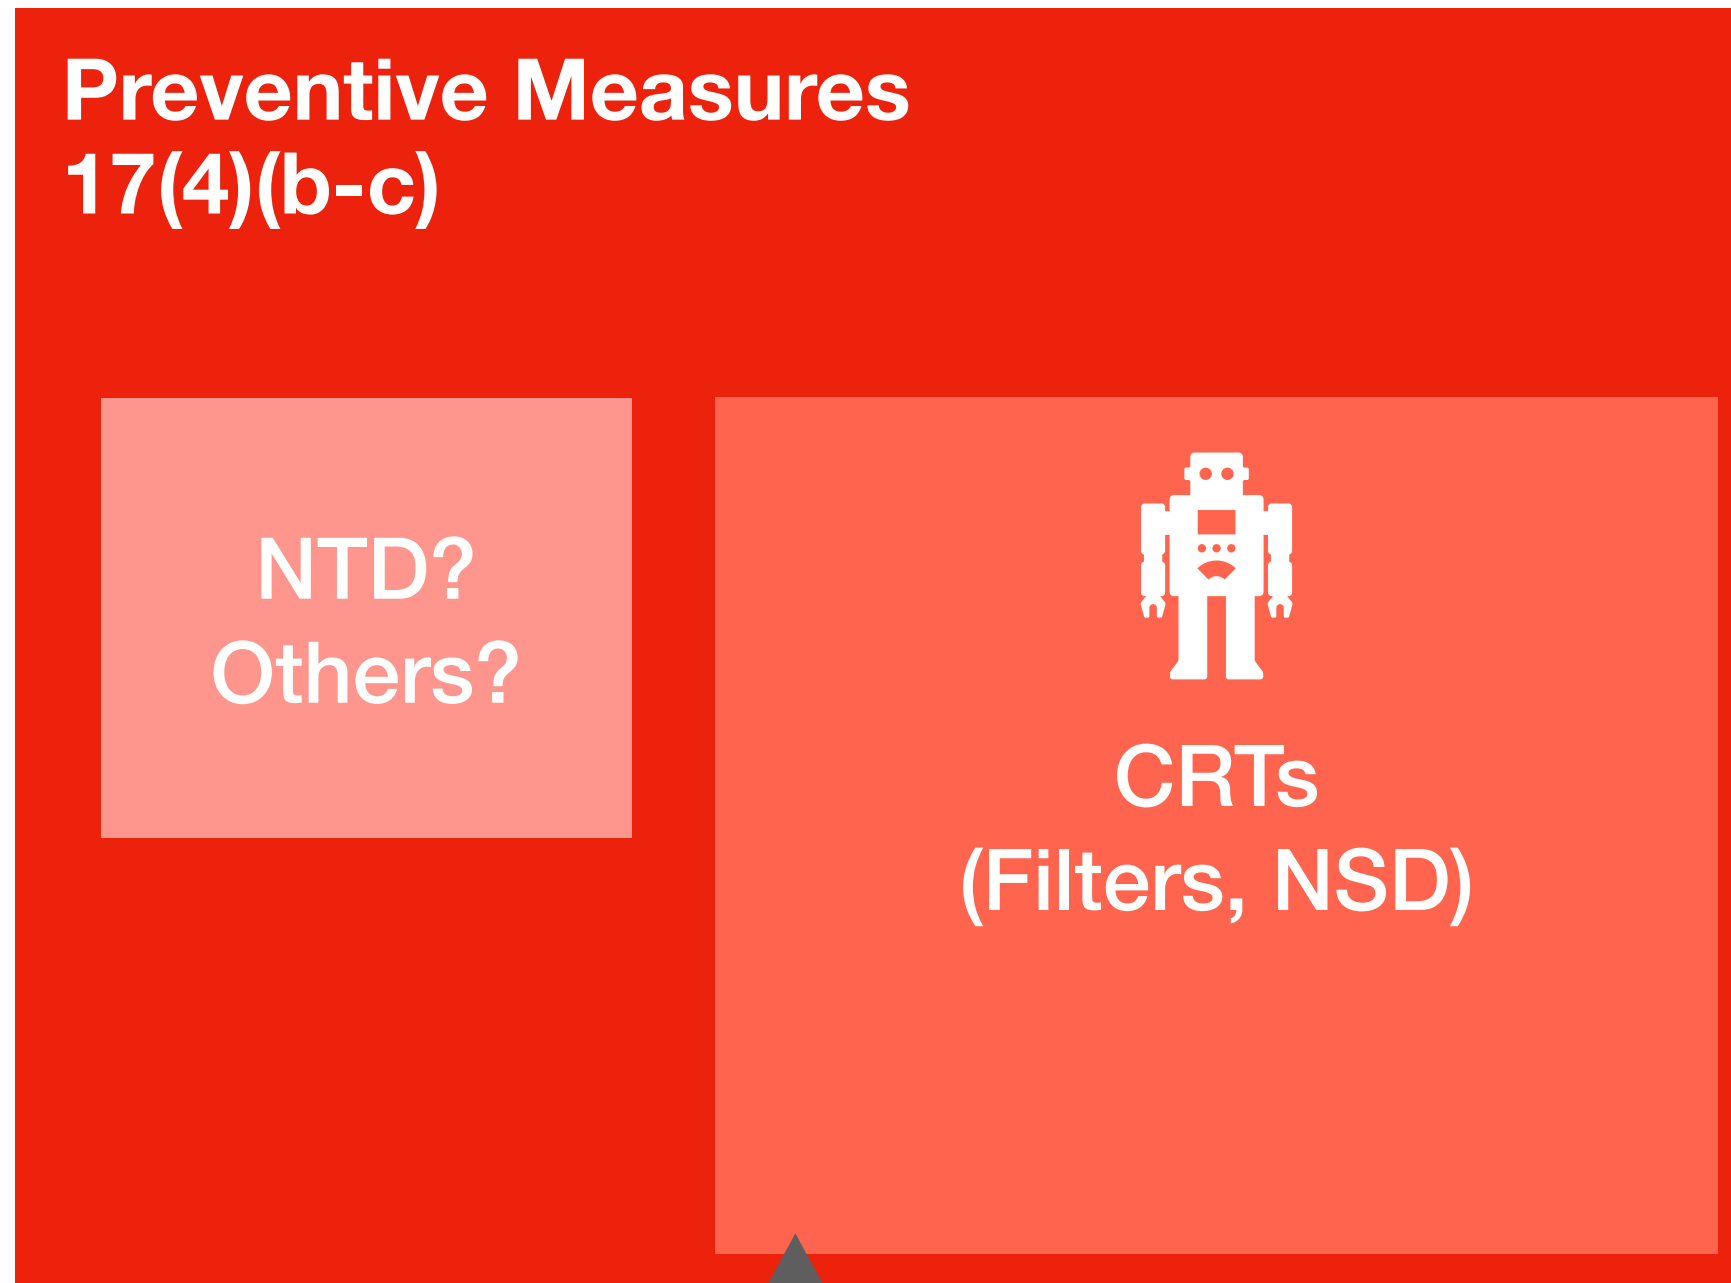 Preventive Measures
17(4)(b-c)
NTD?
Others?
CRTs
(Filters, NSD)